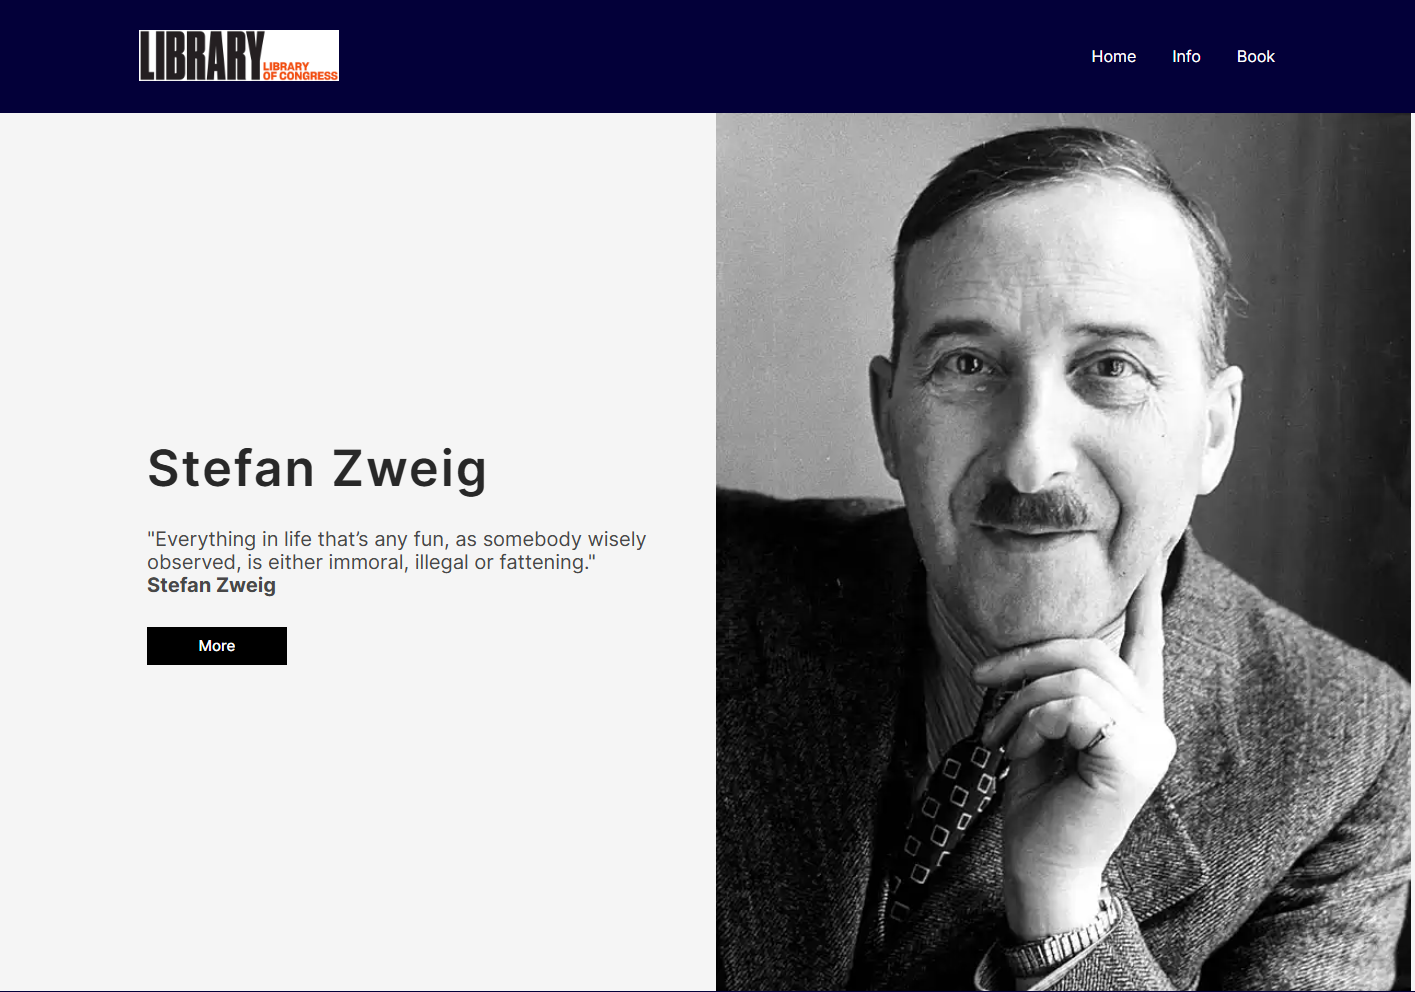 LIBRARY
LIBRARY
OF CONGRESS
Home Info Book
Stefan Zweig
"Everything in life that’s any fun, as somebody wisely
observed, is either immoral, illegal or fattening."
Stefan Zweig
More